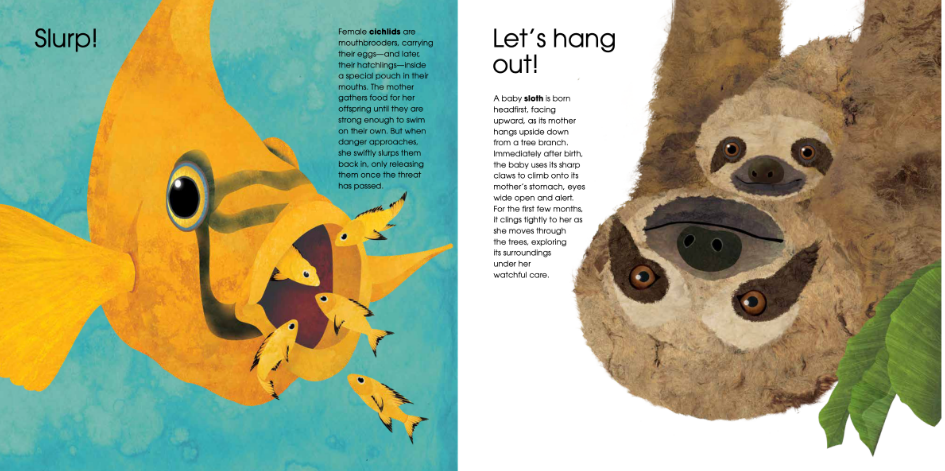 Slurp!
Female cichlids are
mouthbrooders, carrying
their eggs—and later,
their hatchlings—inside
a special pouch in their
mouths. The mother
gathers food for her
offspring until they are
strong enough to swim
on their own. But when
danger approaches,
she swiftly slurps them
back in, only releasing
them once the threat
has passed.
Let's hang
out!
A baby sloth is born
headfirst, facing
upward, as its mother
hangs upside down
from a tree branch.
Immediately after birth,
the baby uses its sharp
claws to climb onto its
mother's stomach, eyes
wide open and alert.
For the first few months,
it clings tightly to her as
she moves through
the trees, exploring
its surroundings
under her
watchful care.